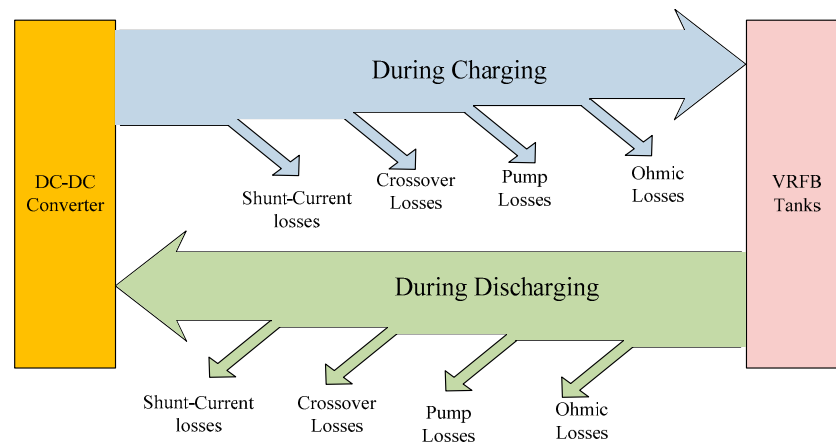 During Charging
DC-DC
Converter
VRFB
Tanks
Shunt-Current
losses
Crossover
Losses
Pump
Losses
Ohmic
Losses
During Discharging
Shunt-Current
losses
Crossover
Losses
Pump
Losses
Ohmic
Losses